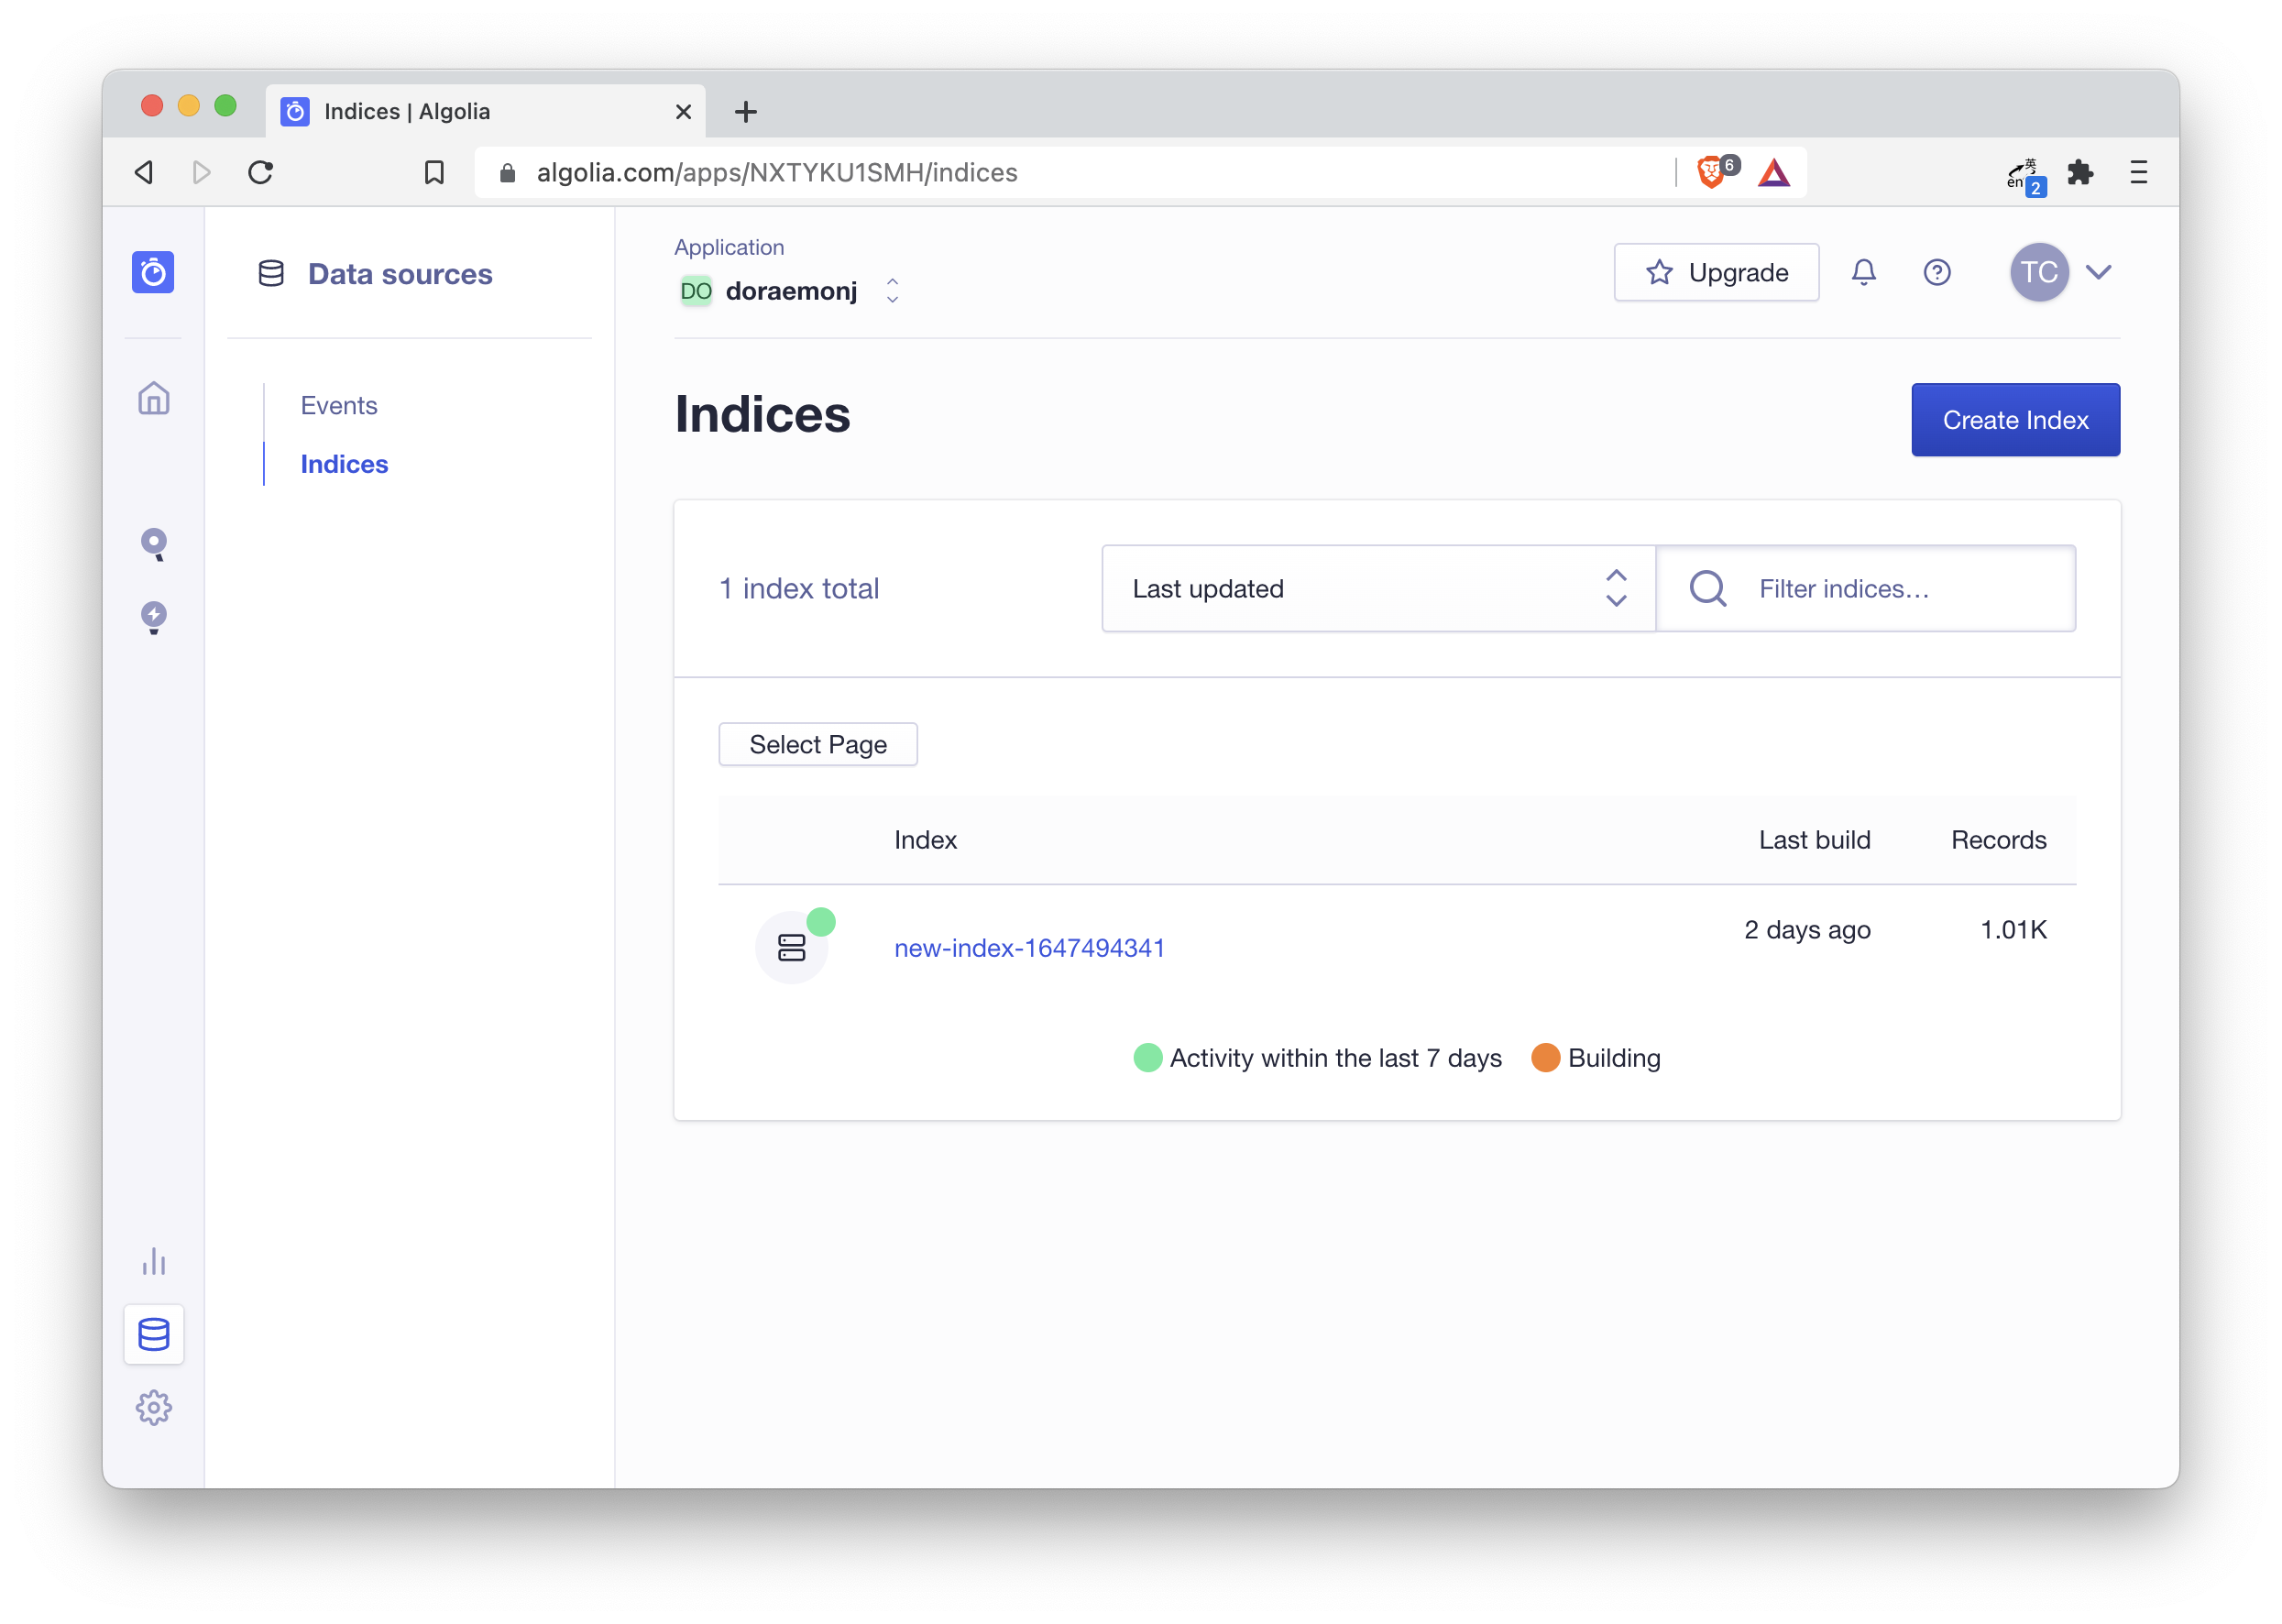 Indices | Algolia
algolia.com/apps/NXTYKU1SMH/indices
6
英
en
2
Data sources
Events
Indices
Application
DO doraemonj
Upgrade
TC
Indices
Create Index
1 index total
Last updated
Filter indices...
Select Page
Index Last build Records
new-index-1647494341 2 days ago 1.01K
Activity within the last 7 days Building